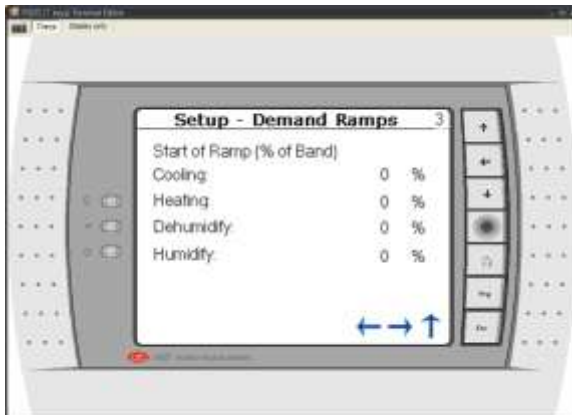 Setup - Demand Ramps 3
Start of Ramp (% of Band)
Cooling: 0 %
Heating 0 %
Dehumidify: 0 %
Humidify: 0 %